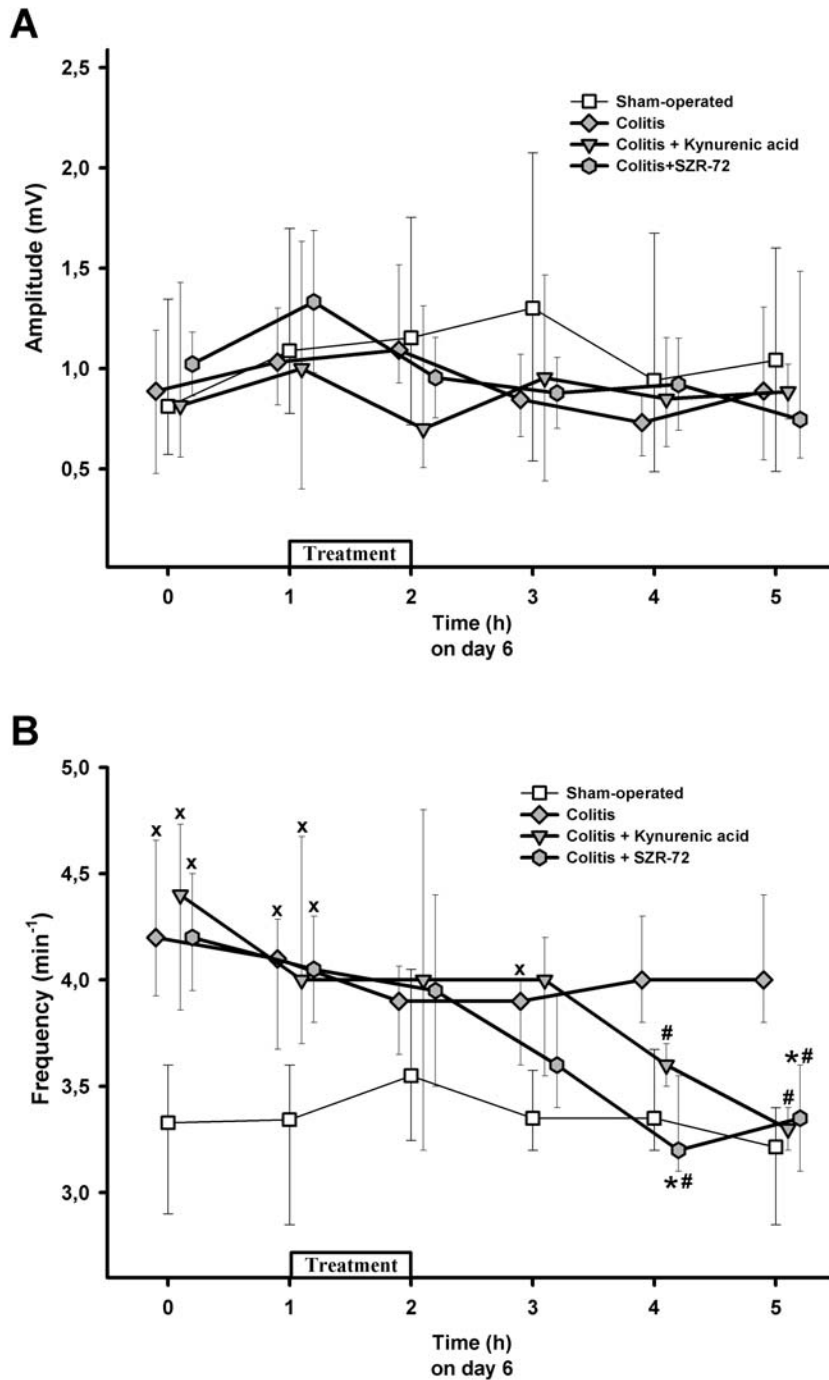 A
2,5
2,0
1,5
1,0
0,5
Amplitude (mV)
Sham-operated
Colitis
Colitis + Kynurenic acid
Colitis+SZR-72
Treatment
0 1 2 3 4 5
Time (h)
on day 6
B
5,0
4,5
4,0
3,5
3,0
Frequency (min⁻¹)
Sham-operated
Colitis
Colitis + Kynurenic acid
Colitis + SZR-72
x
x
x
x
x
x
x
#
*#
#
*#
Treatment
0 1 2 3 4 5
Time (h)
on day 6